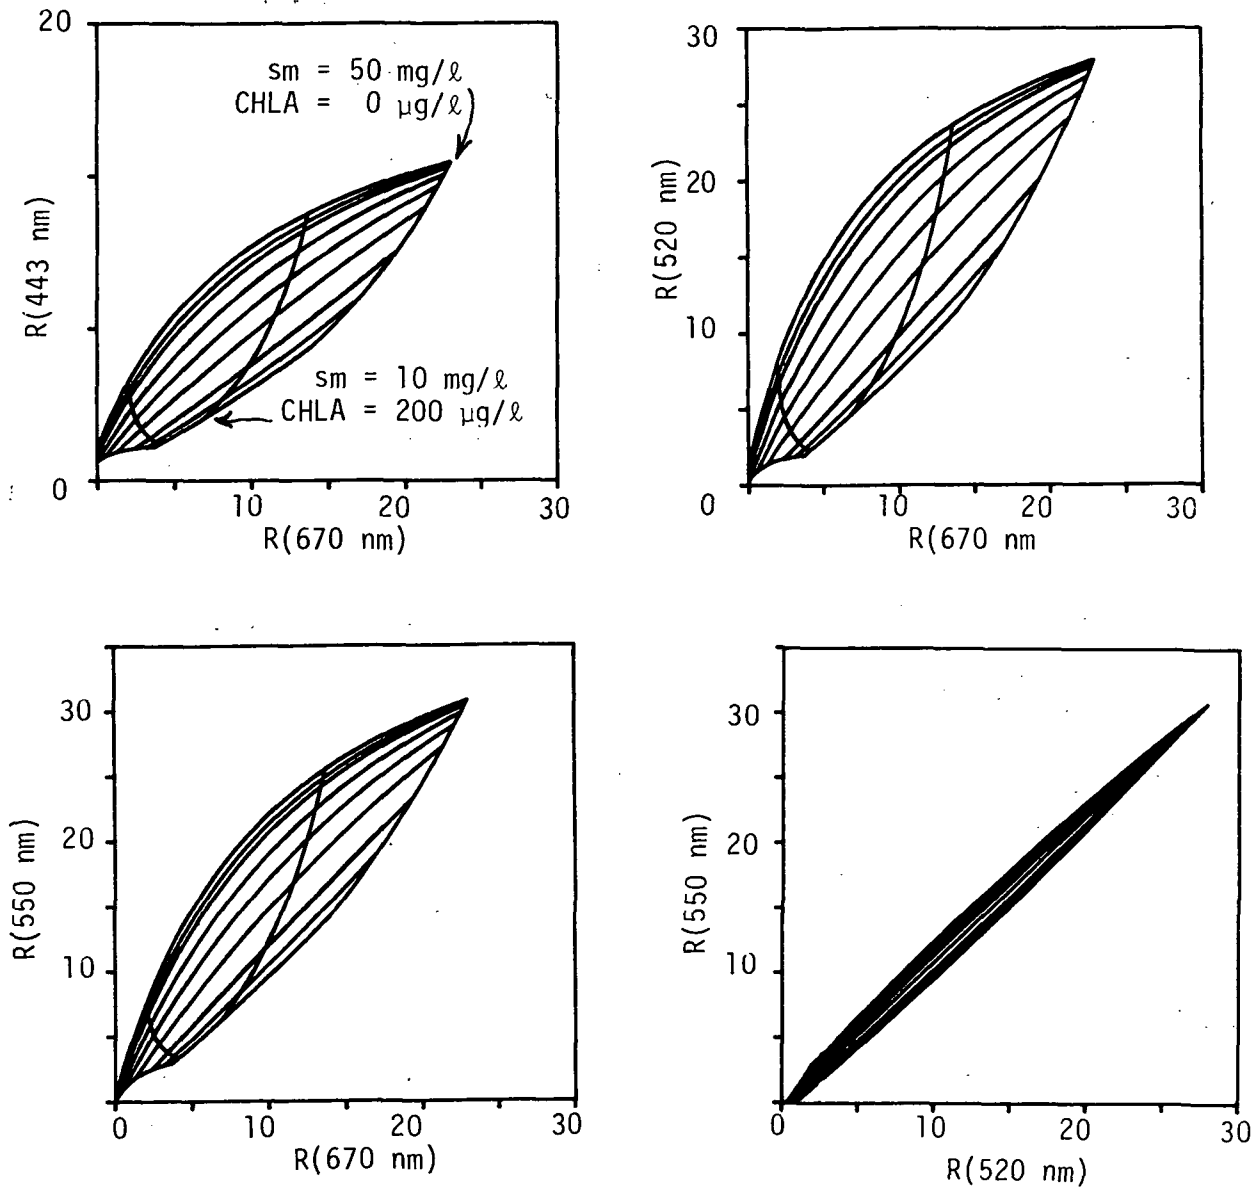 20
sm = 50 mg/ℓ
CHLA = 0 μg/ℓ
R(443 nm)
sm = 10 mg/ℓ
CHLA = 200 μg/ℓ
0
10 20 30
R(670 nm)
30
R(520 nm)
20
10
0
10 20 30
R(670 nm
30
R(550 nm)
20
10
0 10 20 30
R(670 nm)
30
R(550 nm)
20
10
0 10 20 30
R(520 nm)